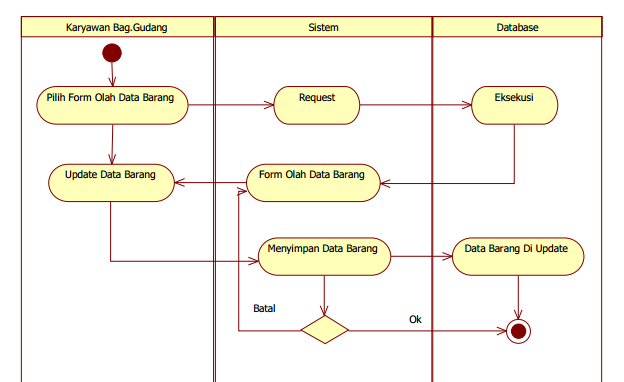 Karyawan Bag.Gudang
Sistem
Database
Pilih Form Olah Data Barang
Request
Eksekusi
Update Data Barang
Form Olah Data Barang
Menyimpan Data Barang
Data Barang Di Update
Batal
Ok